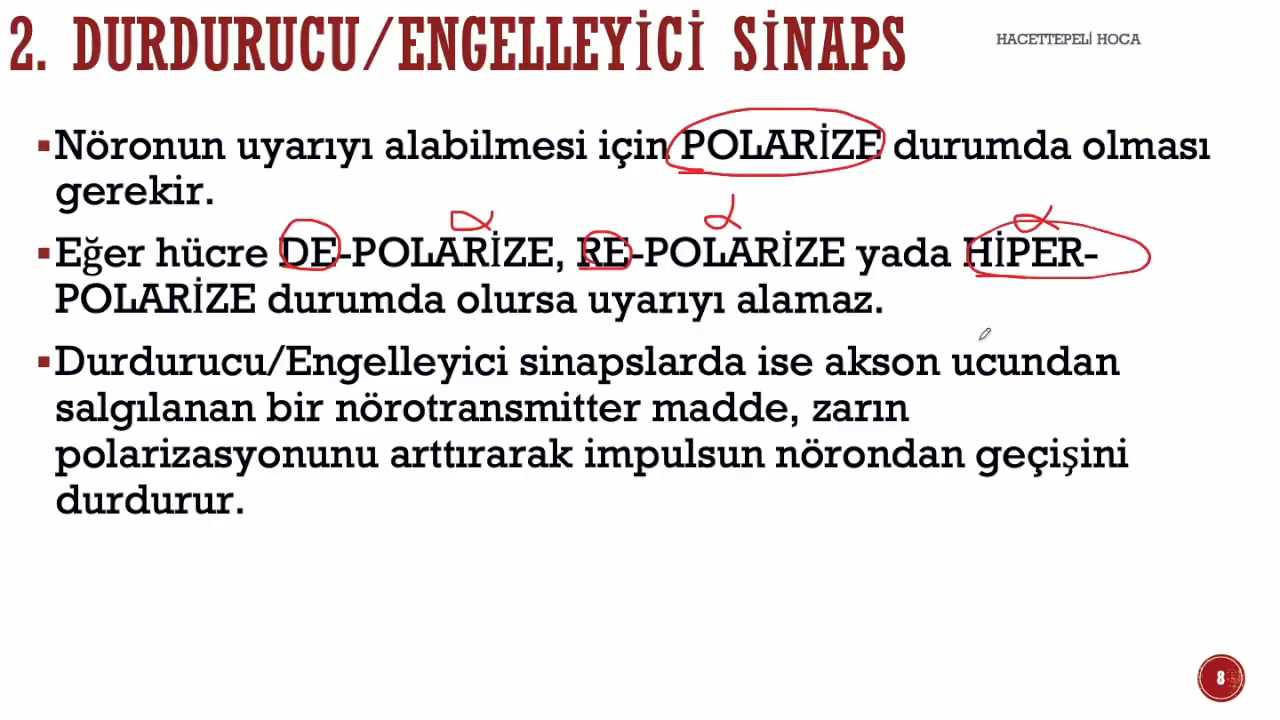 2. DURDURUCU/ENGELLEYİCİ SİNAPS
HACETTEPELİ HOCA
▪Nöronun uyarıyı alabilmesi için POLARİZE durumda olması
gerekir.
▪Eğer hücre DE-POLARİZE, RE-POLARİZE yada HİPER-
POLARİZE durumda olursa uyarıyı alamaz.
▪Durdurucu/Engelleyici sinapslarda ise akson ucundan
salgılanan bir nörotransmitter madde, zarın
polarizasyonunu arttırarak impulsun nörondan geçişini
durdurur.
8